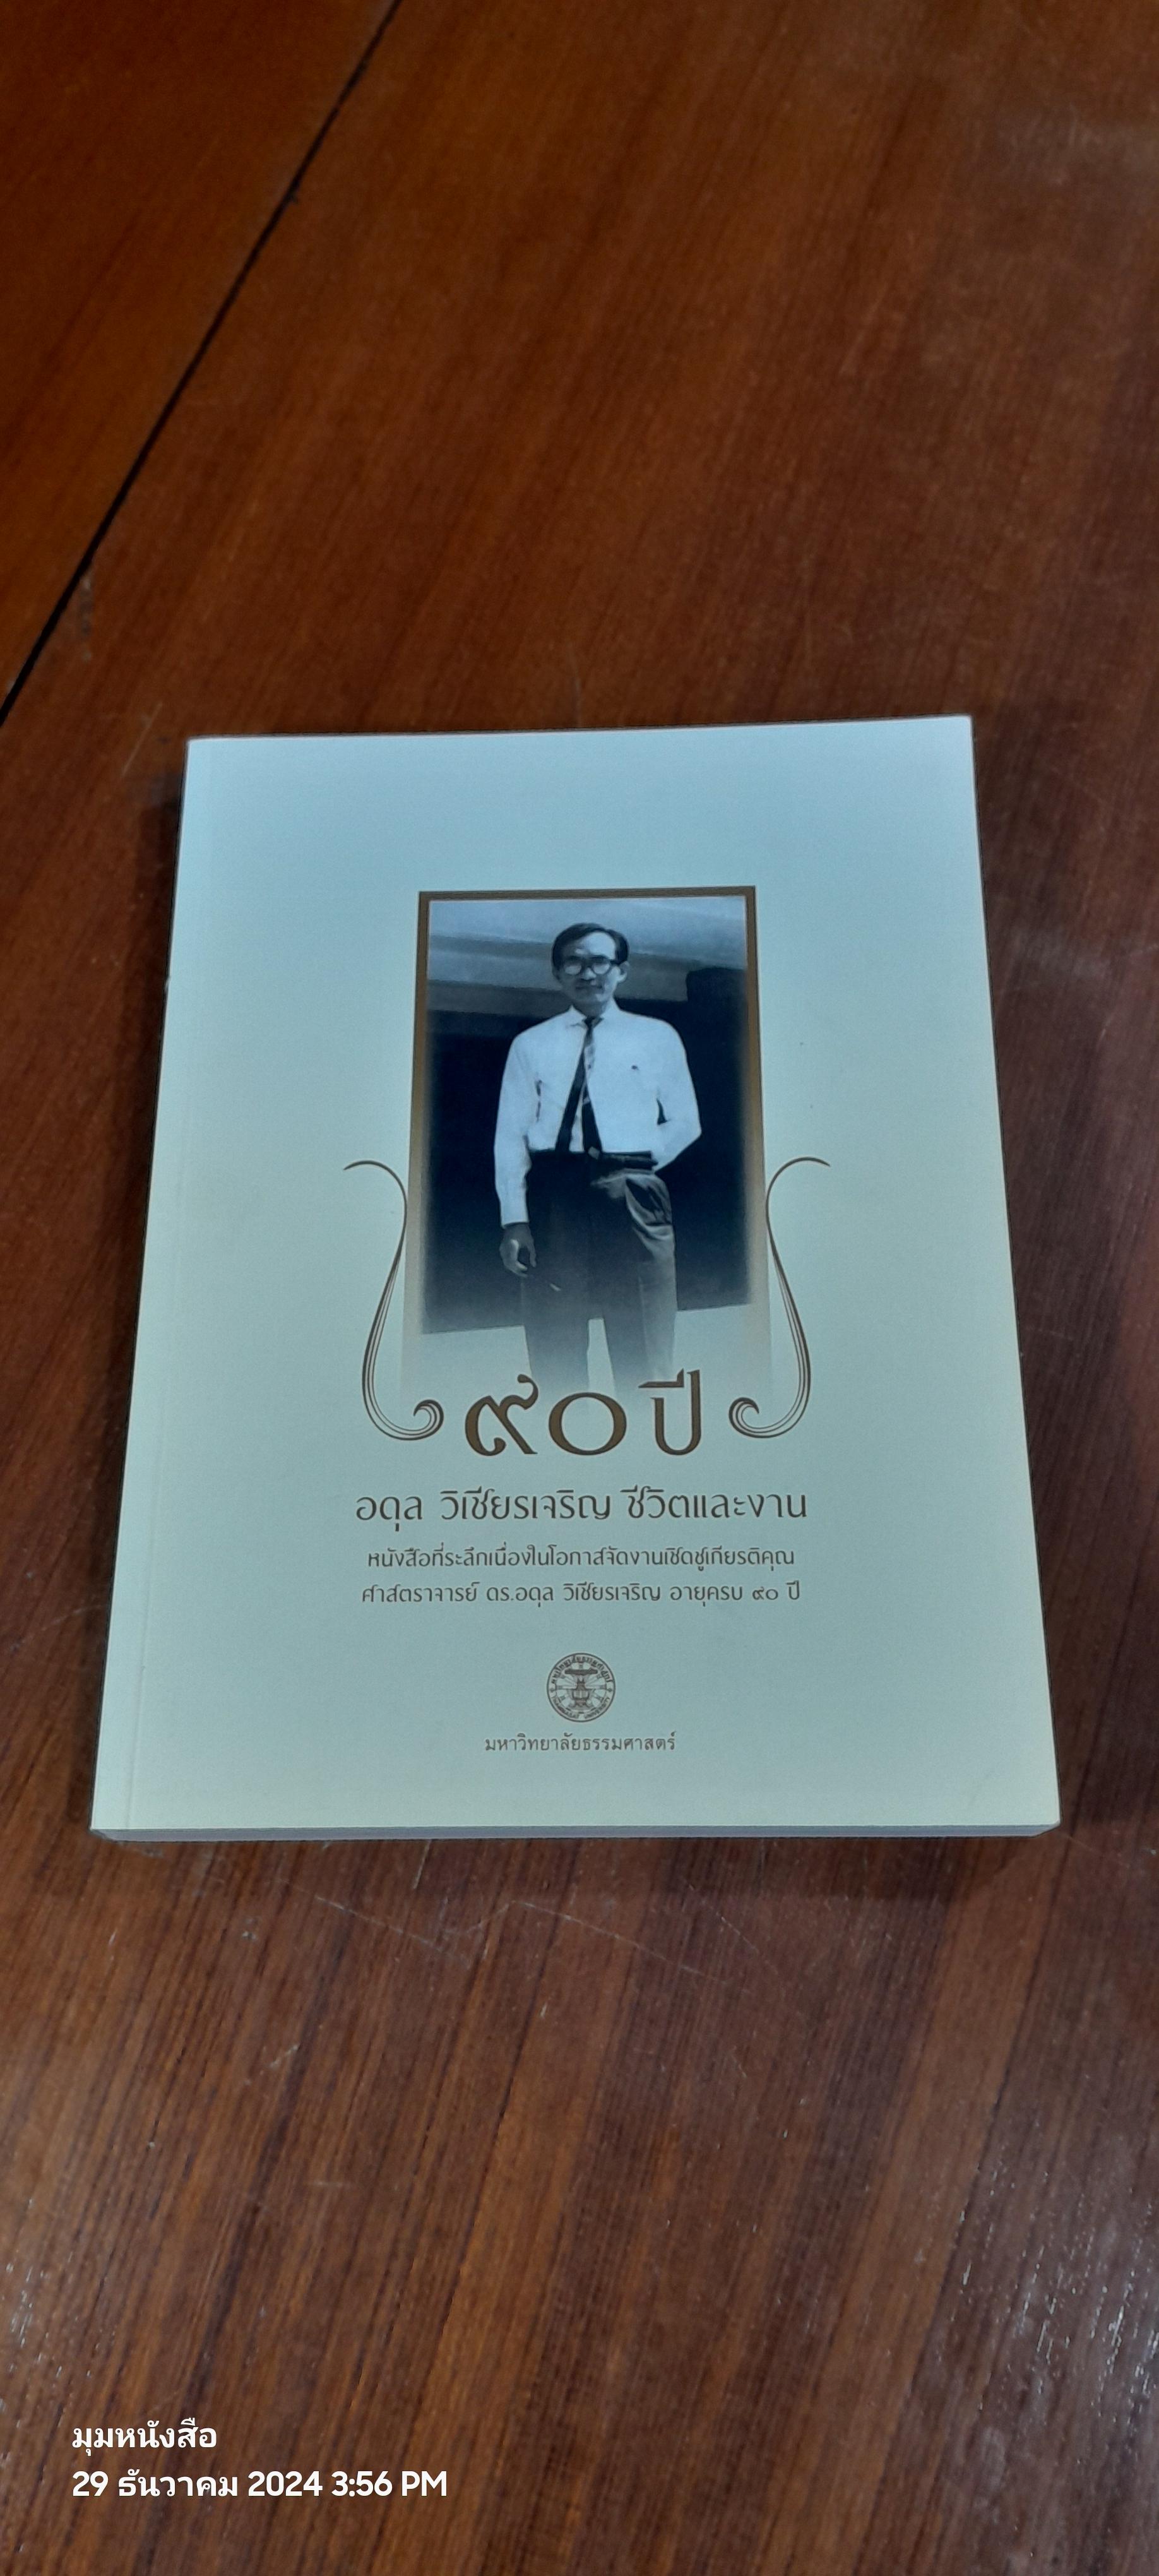 ๙๐ ปี
อดุล วิเชียรเจริญ ชีวิตและงาน
หนังสือที่ระลึกเนื่องในโอกาสจัดงานเชิดชูเกียรติคุณ
ศาสตราจารย์ ดร.อดุล วิเชียรเจริญ อายุครบ ๙๐ ปี
มหาวิทยาลัยธรรมศาสตร์
มุมหนังสือ
29 ธันวาคม 2024 3:56 PM